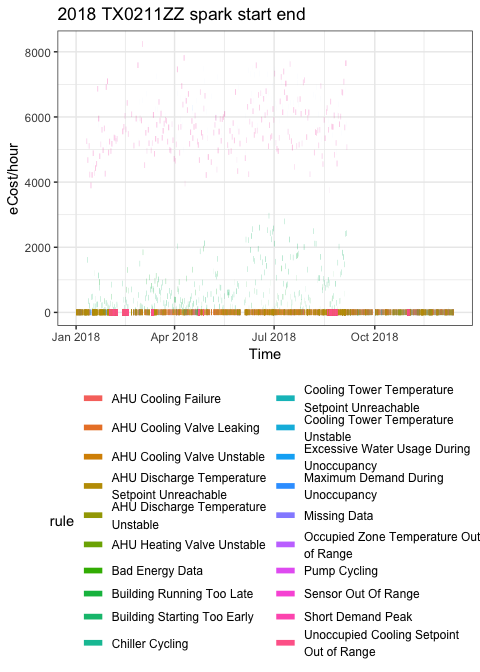 2018 TX0211ZZ spark start end
eCost/hour
8000
6000
4000
2000
0
Jan 2018
Apr 2018
Jul 2018
Oct 2018
Time
rule
AHU Cooling Failure
AHU Cooling Valve Leaking
AHU Cooling Valve Unstable
AHU Discharge Temperature
Setpoint Unreachable
AHU Discharge Temperature
Unstable
AHU Heating Valve Unstable
Bad Energy Data
Building Running Too Late
Building Starting Too Early
Chiller Cycling
Cooling Tower Temperature
Setpoint Unreachable
Cooling Tower Temperature
Unstable
Excessive Water Usage During
Unoccupancy
Maximum Demand During
Unoccupancy
Missing Data
Occupied Zone Temperature Out
of Range
Pump Cycling
Sensor Out Of Range
Short Demand Peak
Unoccupied Cooling Setpoint
Out of Range